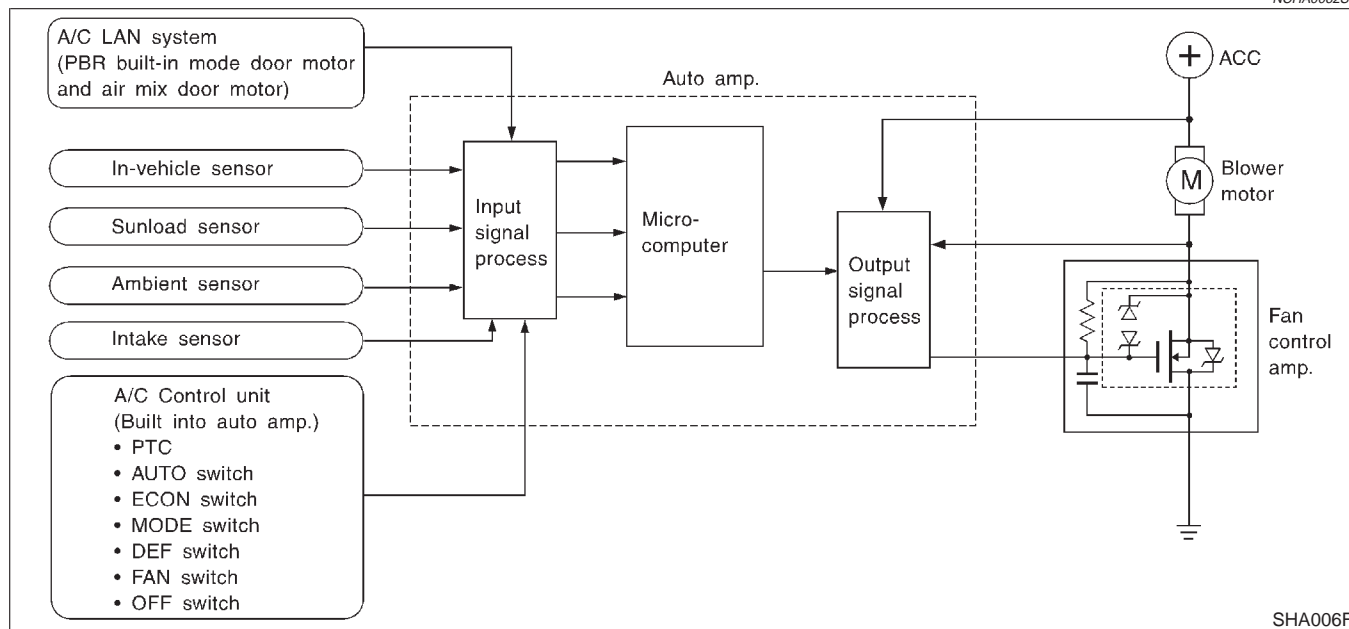 A/C LAN system
(PBR built-in mode door motor
and air mix door motor)
In-vehicle sensor
Sunload sensor
Ambient sensor
Intake sensor
A/C Control unit
(Built into auto amp.)
• PTC
• AUTO switch
• ECON switch
• MODE switch
• DEF switch
• FAN switch
• OFF switch
Auto amp.
Input
signal
process
Micro-
computer
Output
signal
process
+
ACC
M
Blower
motor
Fan
control
amp.